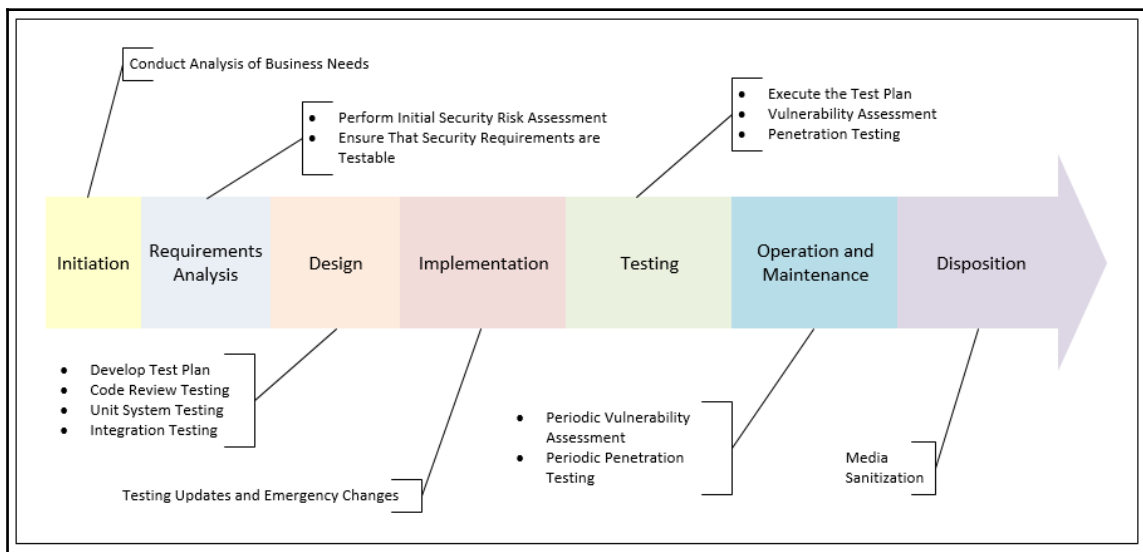 Conduct Analysis of Business Needs
● Perform Initial Security Risk Assessment
● Ensure That Security Requirements are
Testable
● Execute the Test Plan
● Vulnerability Assessment
● Penetration Testing
Initiation
Requirements
Analysis
Design
Implementation
Testing
Operation and
Maintenance
Disposition
● Develop Test Plan
● Code Review Testing
● Unit System Testing
● Integration Testing
Testing Updates and Emergency Changes
● Periodic Vulnerability
Assessment
● Periodic Penetration
Testing
Media
Sanitization